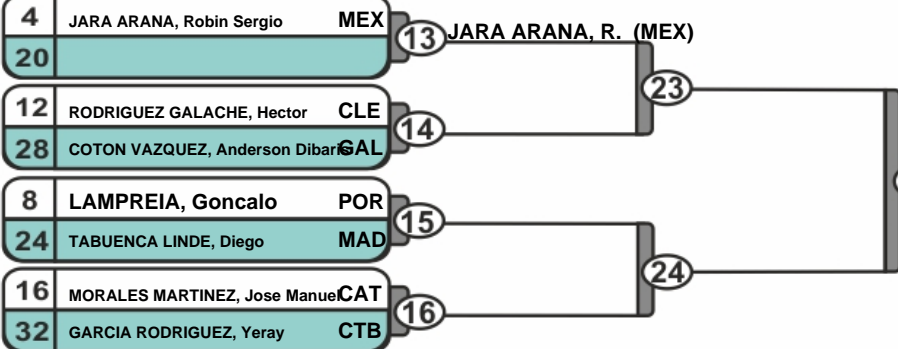 4 JARA ARANA, Robin Sergio MEX
13 JARA ARANA, R. (MEX)
20
23
12 RODRIGUEZ GALACHE, Hector CLE
14
28 COTON VAZQUEZ, Anderson Dibaris GAL
8 LAMPREIA, Goncalo POR
15
24 TABUENCA LINDE, Diego MAD
24
16 MORALES MARTINEZ, Jose Manuel CAT
16
32 GARCIA RODRIGUEZ, Yeray CTB